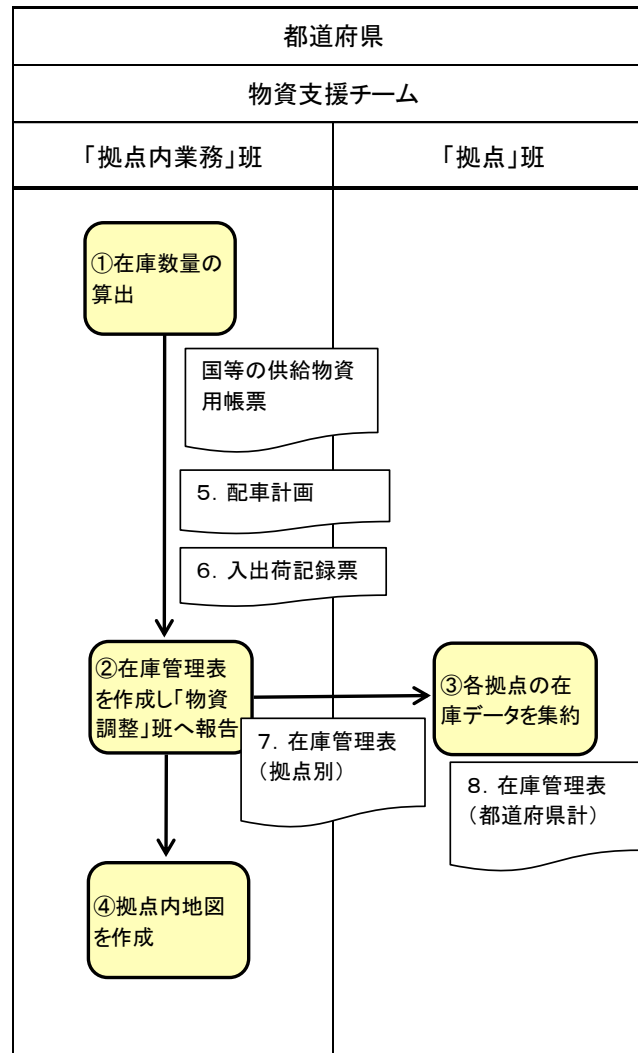 都道府県
物資支援チーム
「拠点内業務」班
「拠点」班
①在庫数量の
算出
国等の供給物資
用帳票
５．配車計画
６．入出荷記録票
②在庫管理表
を作成し「物資
調整」班へ報告
③各拠点の在
庫データを集約
７．在庫管理表
（拠点別）
８．在庫管理表
（都道府県計）
④拠点内地図
を作成